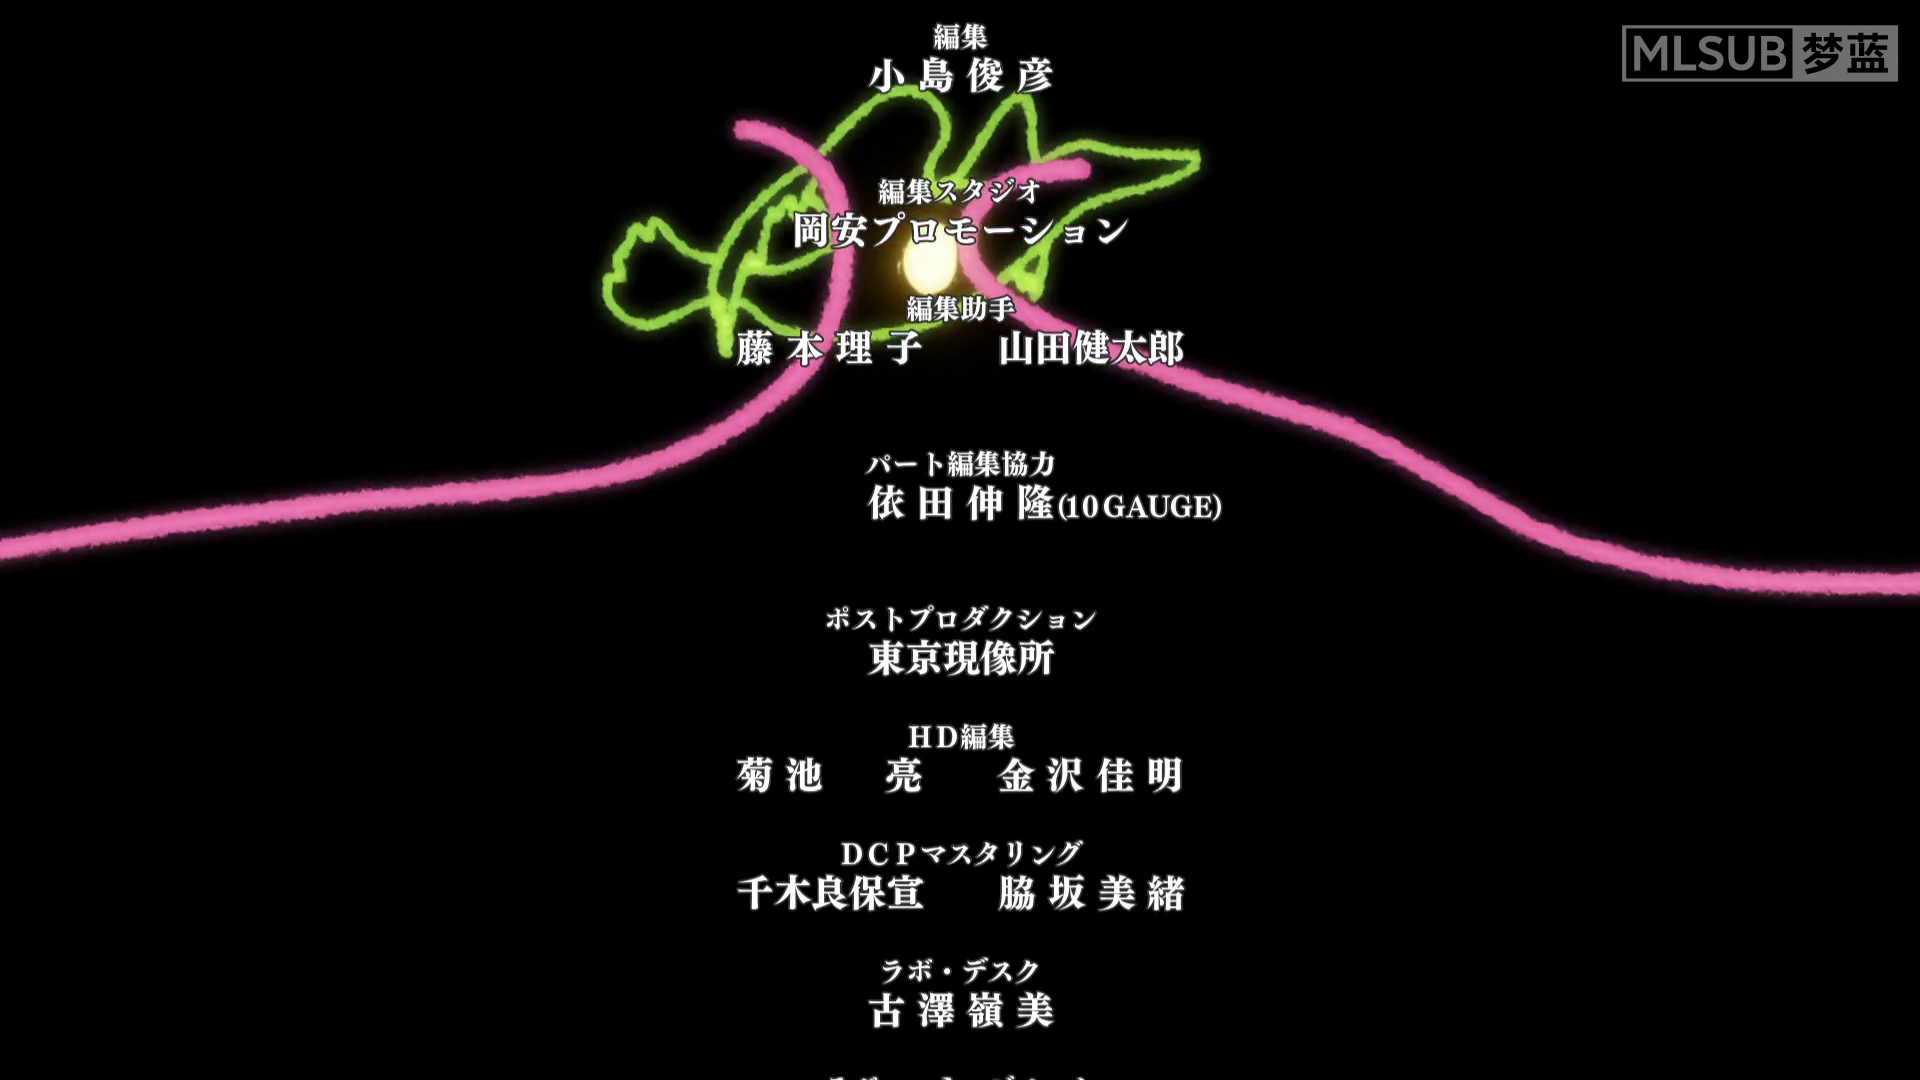 編集
MLSUB 梦蓝
小島俊彦
編集スタジオ
岡安プロモーション
編集助手
藤本理子 山田健太郎
パート編集協力
依田伸隆(10GAUGE)
ポストプロダクション
東京現像所
HD編集
菊池 亮 金沢佳明
DCPマスタリング
千木良保宣 脇坂美緒
ラボ・デスク
古澤嶺美